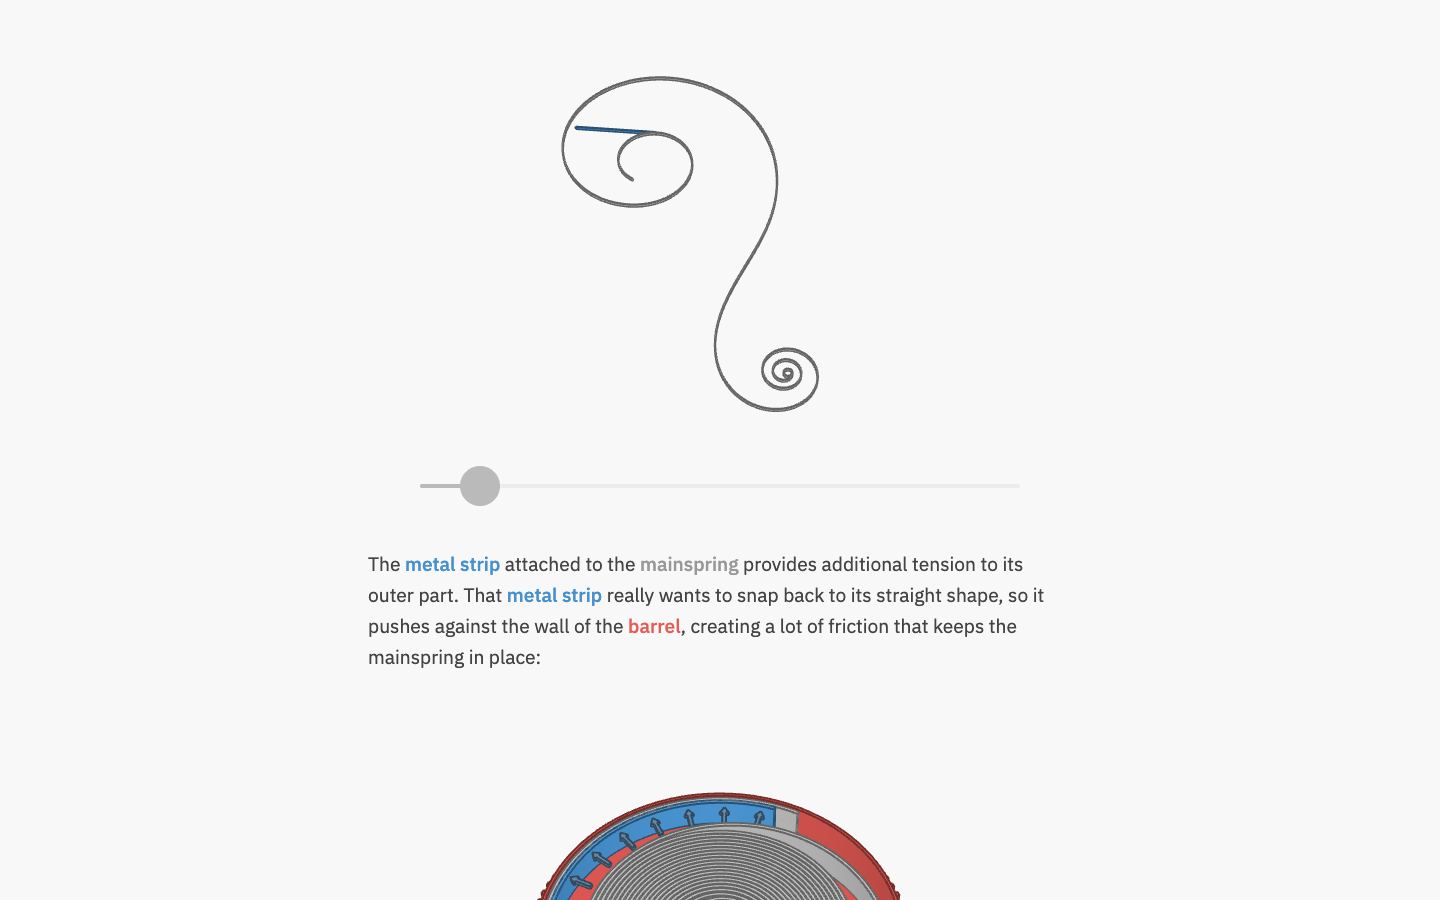 The metal strip attached to the mainspring provides additional tension to its
outer part. That metal strip really wants to snap back to its straight shape, so it
pushes against the wall of the barrel, creating a lot of friction that keeps the
mainspring in place: